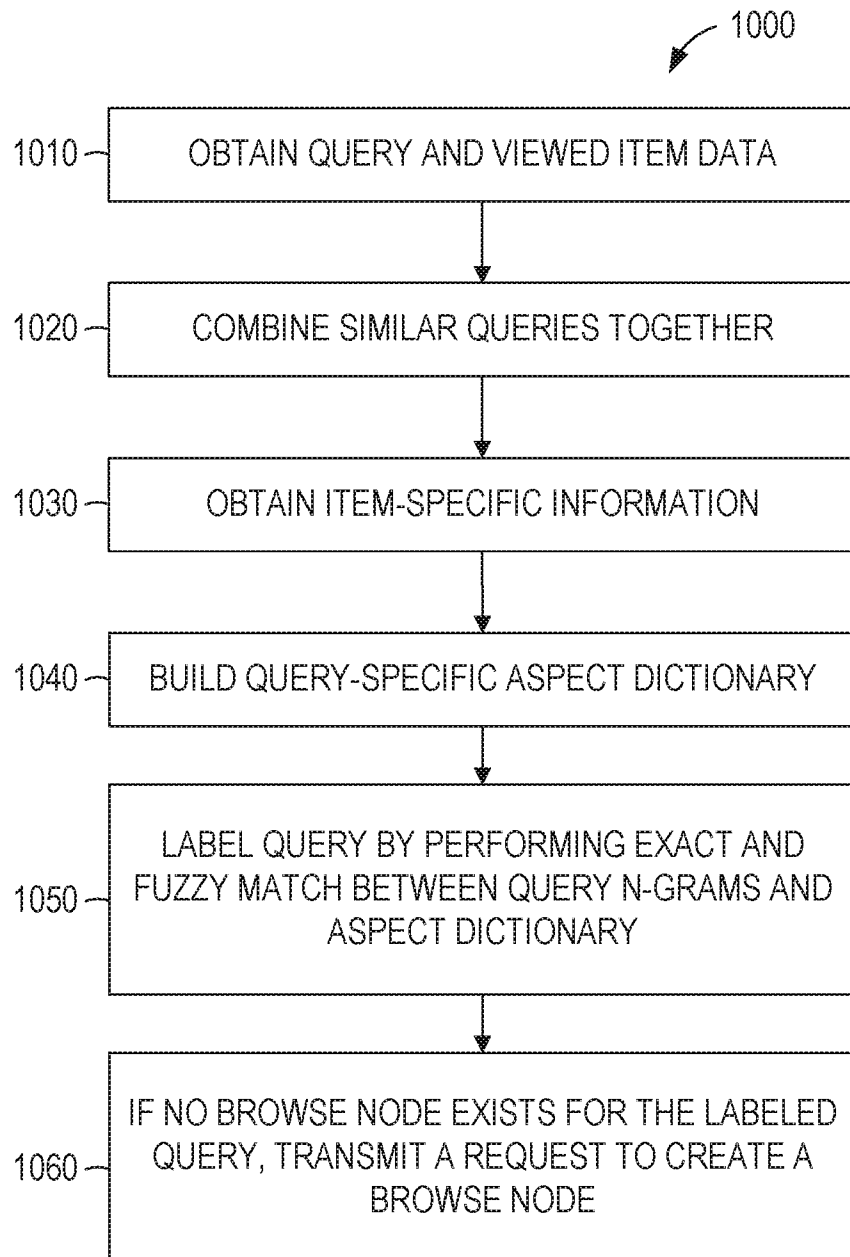 1000
1010
OBTAIN QUERY AND VIEWED ITEM DATA
1020
COMBINE SIMILAR QUERIES TOGETHER
1030
OBTAIN ITEM-SPECIFIC INFORMATION
1040
BUILD QUERY-SPECIFIC ASPECT DICTIONARY
1050
LABEL QUERY BY PERFORMING EXACT AND
FUZZY MATCH BETWEEN QUERY N-GRAMS AND
ASPECT DICTIONARY
1060
IF NO BROWSE NODE EXISTS FOR THE LABELED
QUERY, TRANSMIT A REQUEST TO CREATE A
BROWSE NODE